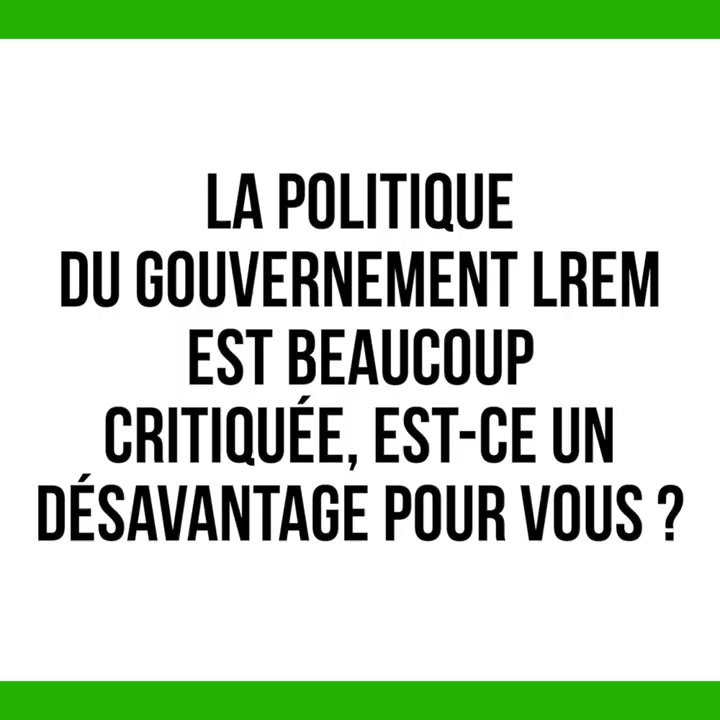 LA POLITIQUE
DU GOUVERNEMENT LREM
EST BEAUCOUP
CRITIQUÉE, EST-CE UN
DÉSAVANTAGE POUR VOUS ?